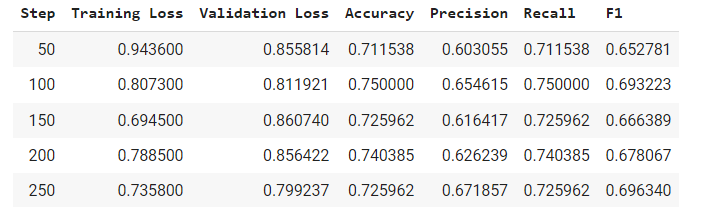 Step Training Loss Validation Loss Accuracy Precision Recall F1
50 0.943600 0.855814 0.711538 0.603055 0.711538 0.652781
100 0.807300 0.811921 0.750000 0.654615 0.750000 0.693223
150 0.694500 0.860740 0.725962 0.616417 0.725962 0.666389
200 0.788500 0.856422 0.740385 0.626239 0.740385 0.678067
250 0.735800 0.799237 0.725962 0.671857 0.725962 0.696340